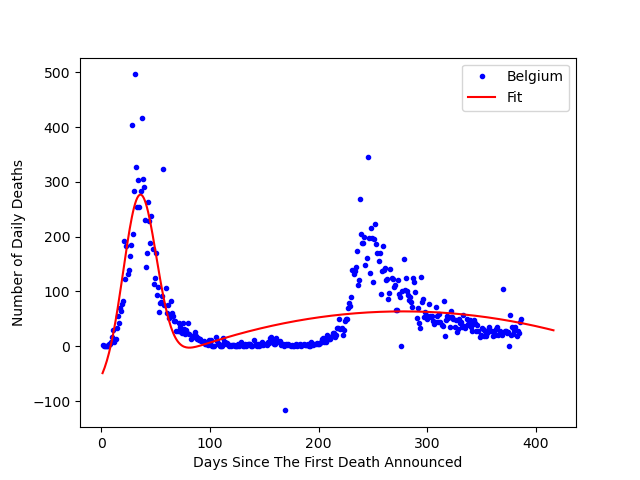 Belgium
Fit
500
400
300
200
100
0
−100
Number of Daily Deaths
0 100 200 300 400
Days Since The First Death Announced